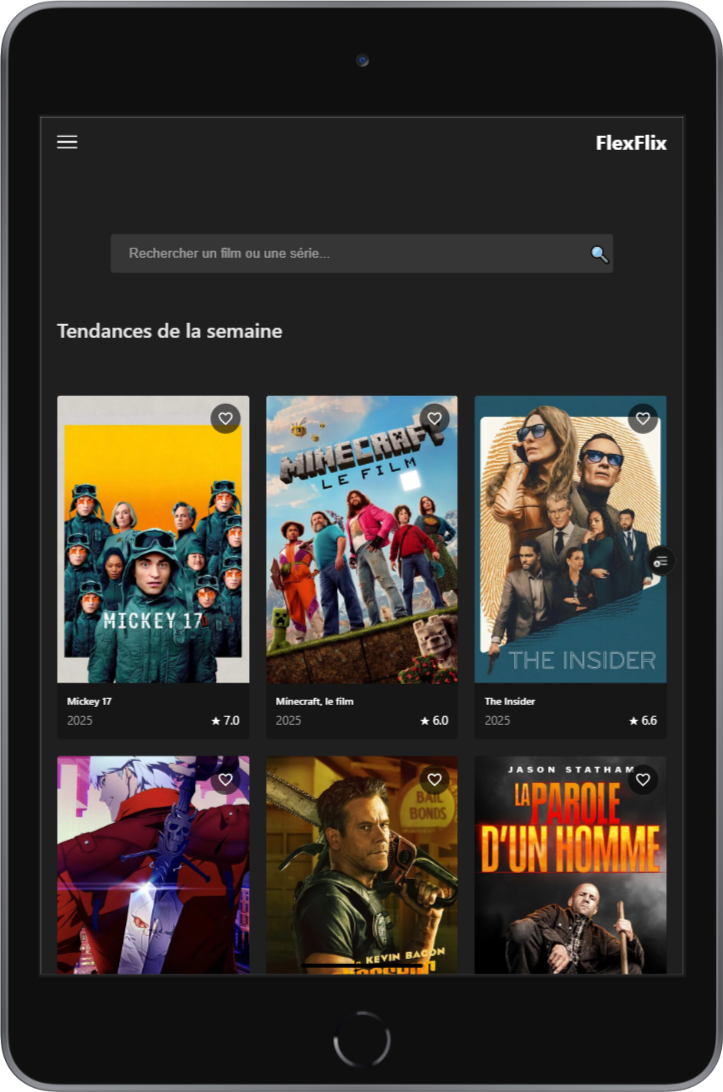 FlexFlix
Rechercher un film ou une série...
Tendances de la semaine
MICKEY 17
MINECRAFT
LE FILM
THE INSIDER
Mickey 17
2025
★ 7.0
Minecraft, le film
2025
★ 6.0
The Insider
2025
★ 6.6
BAIL
BONDS
KEVIN BACON
JASON STATHAM
LA PAROLE
D'UN HOMME